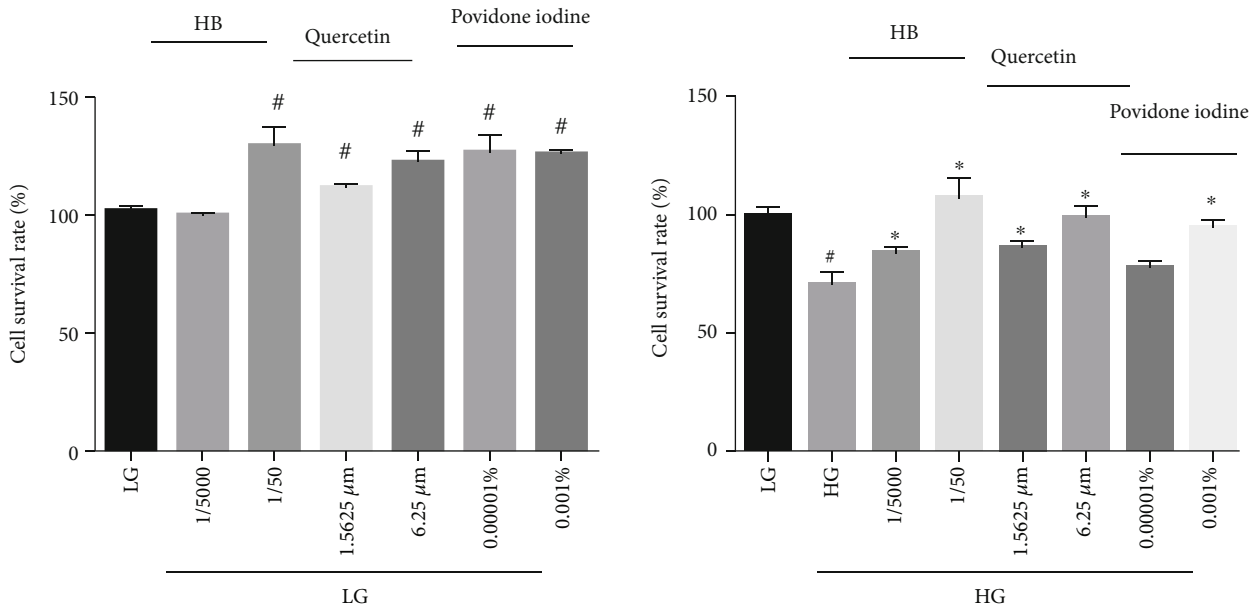 HB
Quercetin
Povidone iodine
Cell survival rate (%)
150
100
50
0
#
#
#
#
#
LG
1/5000
1/50
1.5625 μm
6.25 μm
0.00001%
0.001%
LG
HB
Quercetin
Povidone iodine
Cell survival rate (%)
150
100
50
0
#
*
*
*
*
*
LG
HG
1/5000
1/50
1.5625 μm
6.25 μm
0.00001%
0.001%
HG